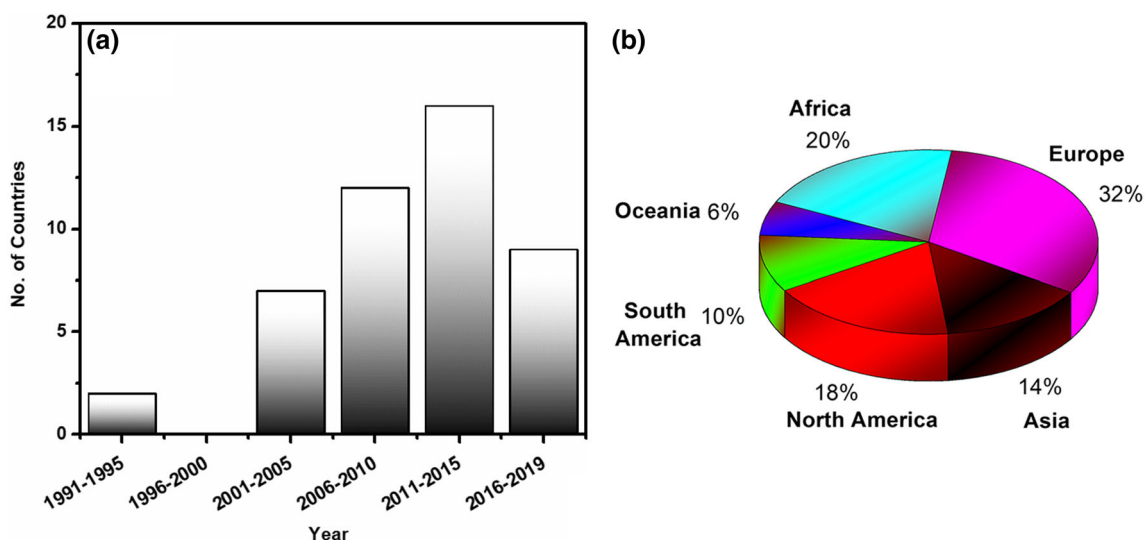 (a)
20
15
10
5
0
No. of Countries
1991-1995
1996-2000
2001-2005
2006-2010
2011-2015
2016-2019
Year
(b)
Africa
20%
Europe
32%
Oceania 6%
South
America
10%
18%
North America
14%
Asia